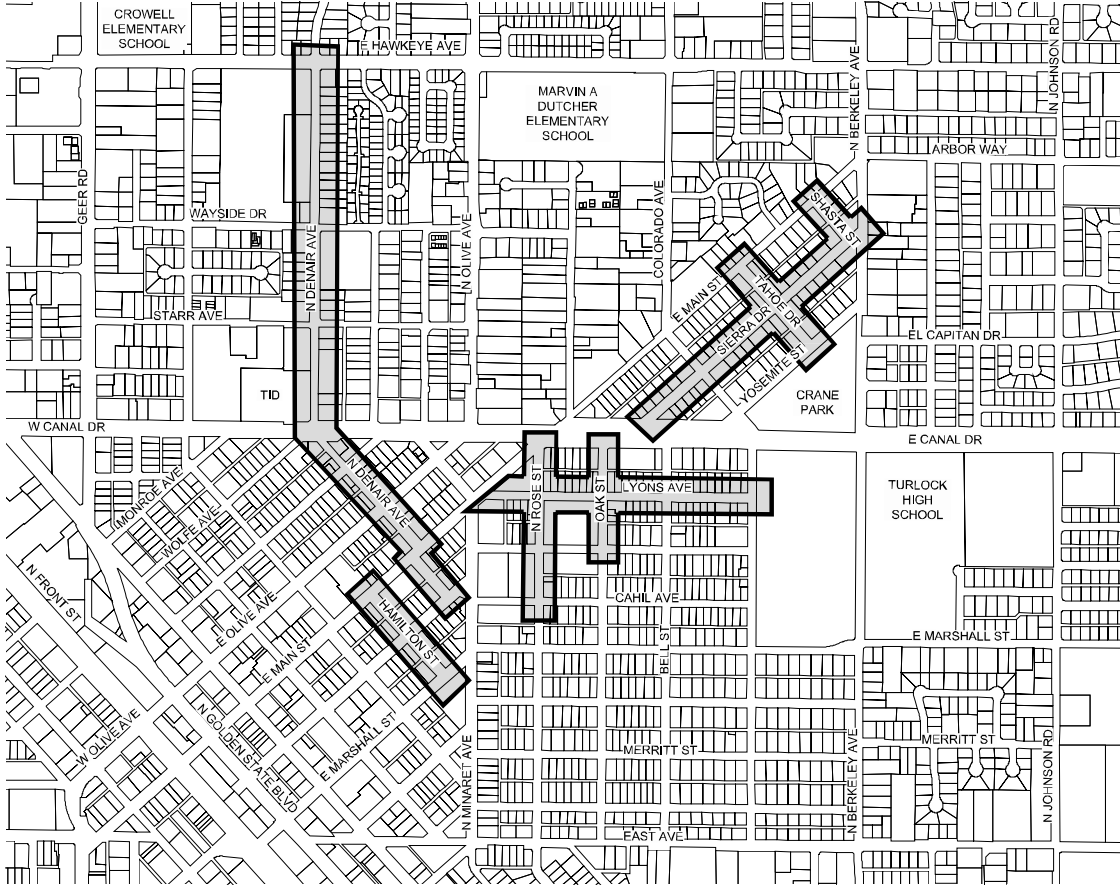 CROWELL
ELEMENTARY
SCHOOL
E HAWKEYE AVE
N JOHNSON RD
MARVIN A
DUTCHER
ELEMENTARY
SCHOOL
N BERKELEY AVE
ARBOR WAY
GEER RD
WAYSIDE DR
N DENAIR AVE
N OLIVE AVE
COLORADO AVE
SHASTA ST
E MAIN ST
TAHOE DR
STARR AVE
SIERRA DR
EL CAPITAN DR
YOSEMITE ST
TID
CRANE
PARK
W CANAL DR
E CANAL DR
N DENAIR AVE
MONROE AVE
WOLFE AVE
N ROSE ST
OAK ST
LYONS AVE
TURLOCK
HIGH
SCHOOL
N FRONT ST
E OLIVE AVE
HAMILTON ST
CAHIL AVE
E MAIN ST
BELL ST
E MARSHALL ST
W OLIVE AVE
N GOLDEN STATE BLVD
E MARSHALL ST
N MINARET AVE
MERRITT ST
N BERKELEY AVE
MERRITT ST
N JOHNSON RD
EAST AVE